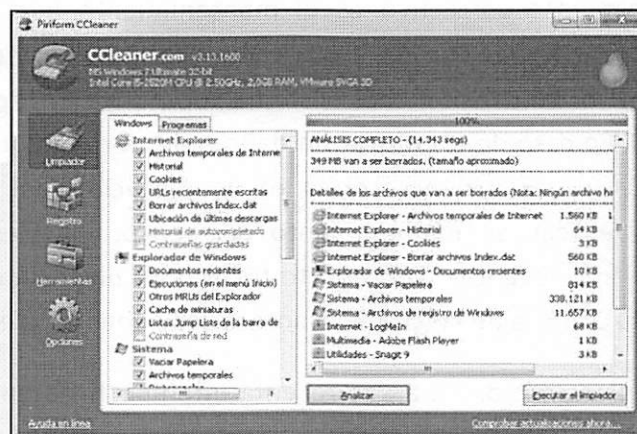 Piriform CCleaner
CCleaner.com v3.13.1600
MS Windows 7 Ultimate 32-bit
Intel Core i5-2520M CPU @ 2.50GHz, 2,0GB RAM, VMware SVGA 3D
Limpiador
Registro
Herramientas
Opciones
Windows Programas
Internet Explorer
Archivos temporales de Interne
Historial
Cookies
URLs recientemente escritas
Borrar archivos Index.dat
Ubicación de últimas descargas
Historial de autocompletado
Contraseñas guardadas
Explorador de Windows
Documentos recientes
Ejecuciones (en el menú Inicio)
Otros MRUs del Explorador
Cache de miniaturas
Listas Jump Lists de la barra de
Contraseña de red
Sistema
Vaciar Papelera
Archivos temporales
100%
ANÁLISIS COMPLETO - (14,343 segs)
349 MB van a ser borrados. (tamaño aproximado)
Detalles de los archivos que van a ser borrados (Nota: Ningún archivo ha
Internet Explorer - Archivos temporales de Internet 1.560 KB 1
Internet Explorer - Historial 64 KB
Internet Explorer - Cookies 3 KB
Internet Explorer - Borrar archivos Index.dat 560 KB
Explorador de Windows - Documentos recientes 10 KB
Sistema - Vaciar Papelera 814 KB
Sistema - Archivos temporales 338.121 KB
Sistema - Archivos de registro de Windows 11.657 KB
Internet - LogMeIn 68 KB
Multimedia - Adobe Flash Player 1 KB
Utilidades - Snagit 9 3 KB
Analizar Ejecutar el limpiador
Ayuda en línea Comprobar actualizaciones ahora...